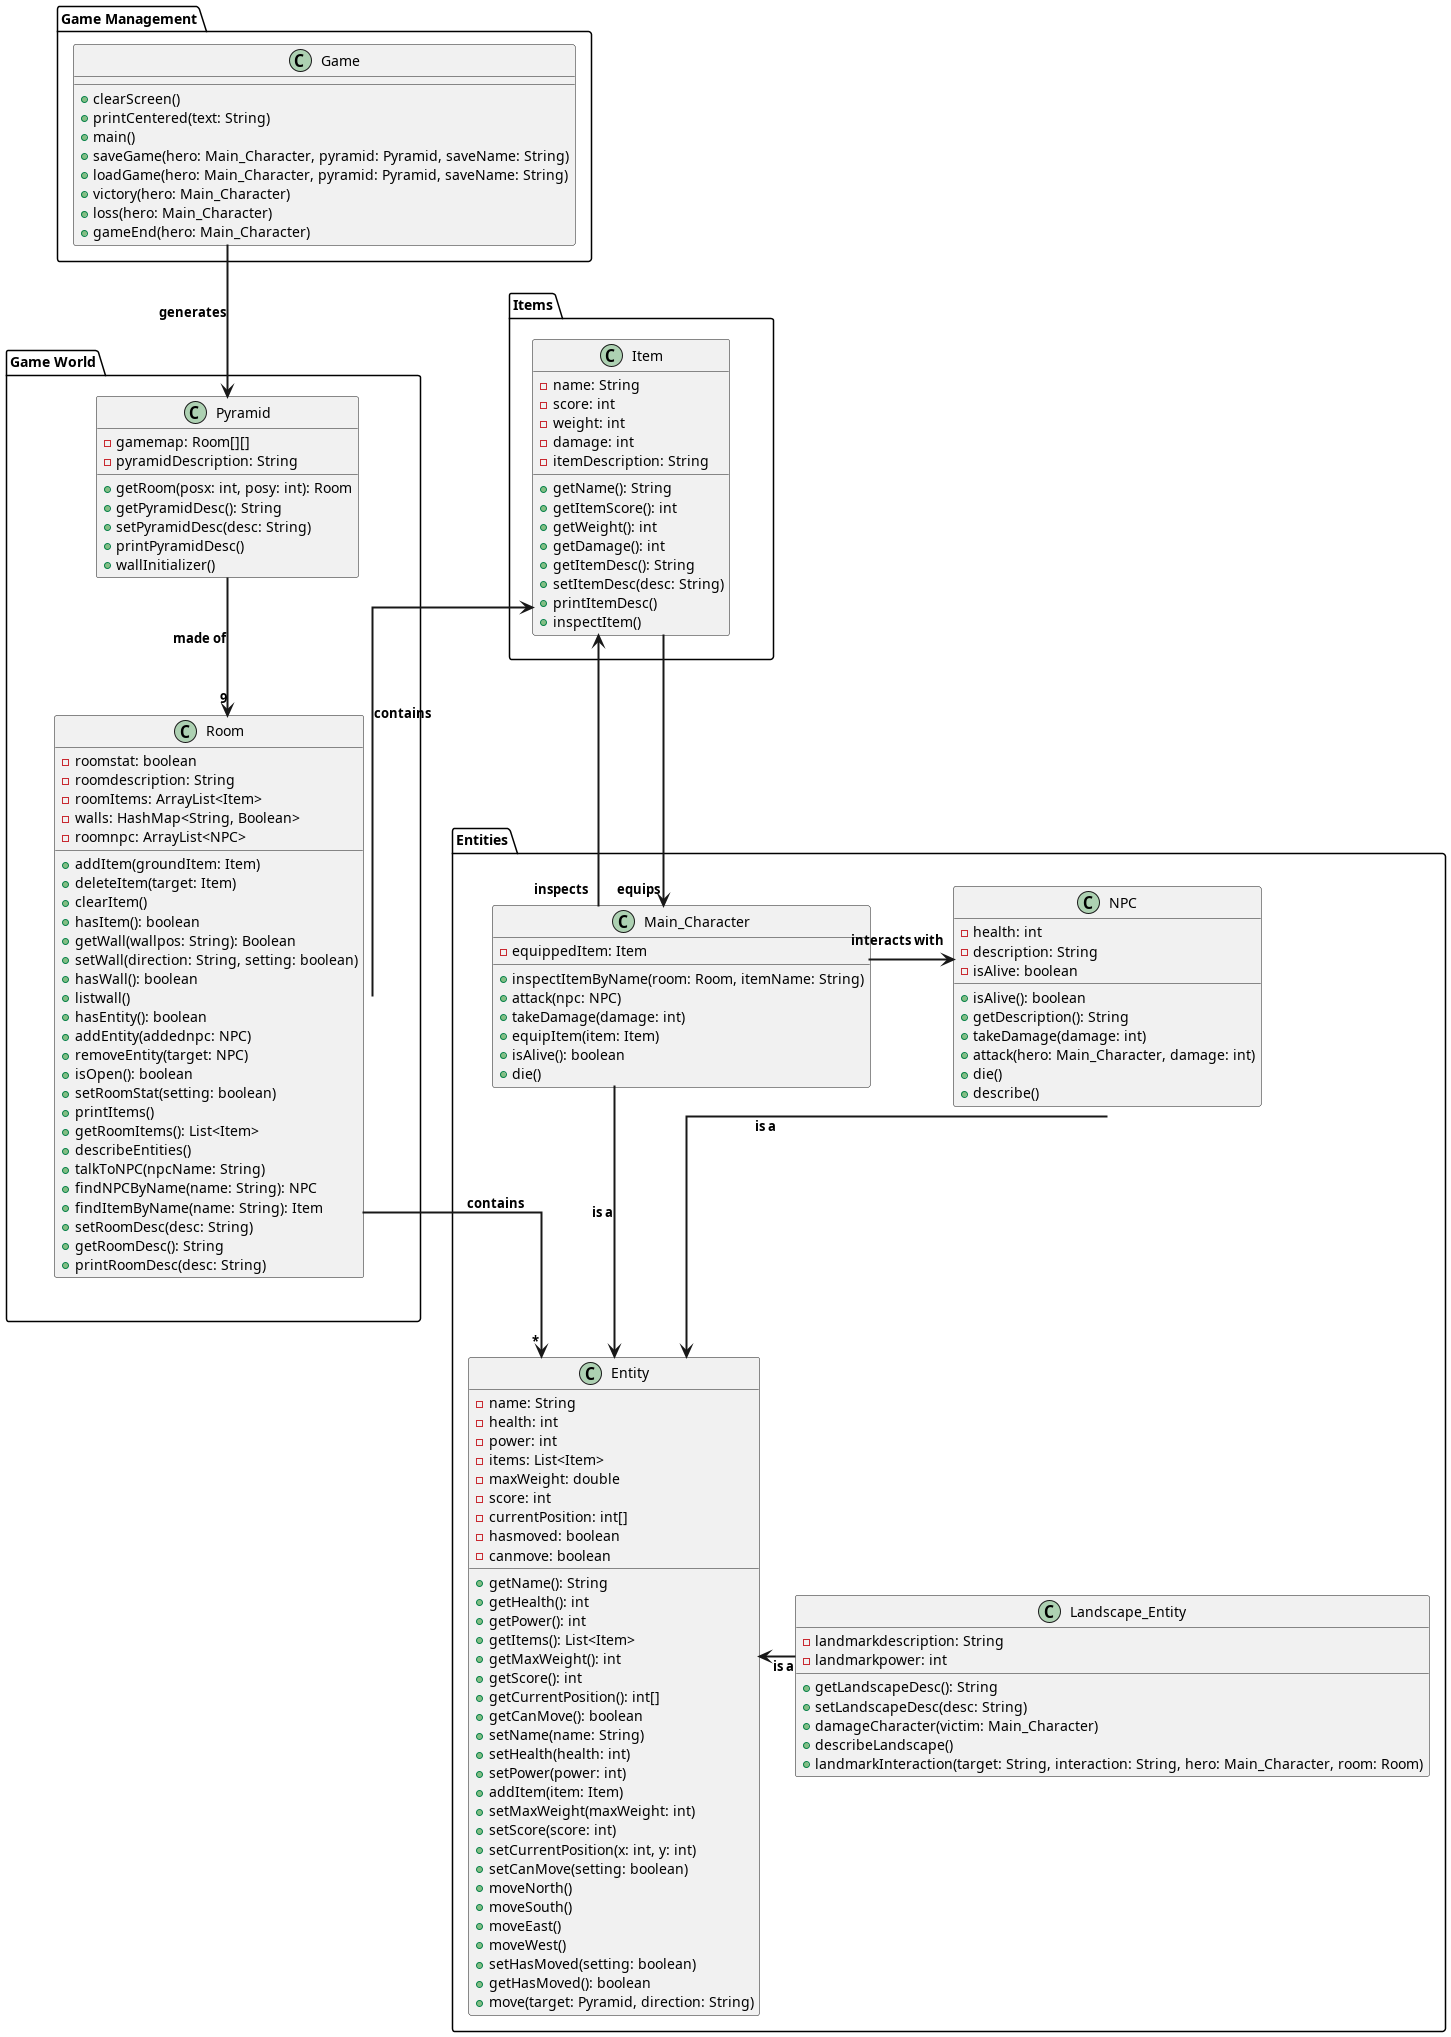 Game Management
C Game
clearScreen()
printCentered(text: String)
main()
saveGame(hero: Main_Character, pyramid: Pyramid, saveName: String)
loadGame(hero: Main_Character, pyramid: Pyramid, saveName: String)
victory(hero: Main_Character)
loss(hero: Main_Character)
gameEnd(hero: Main_Character)
generates
Game World
C Pyramid
gamemap: Room[][]
pyramidDescription: String
getRoom(posx: int, posy: int): Room
getPyramidDesc(): String
setPyramidDesc(desc: String)
printPyramidDesc()
wallInitializer()
made of
9
C Room
roomstat: boolean
roomdescription: String
roomItems: ArrayList<Item>
walls: HashMap<String, Boolean>
roomnpc: ArrayList<NPC>
addItem(groundItem: Item)
deleteItem(target: Item)
clearItem()
hasItem(): boolean
getWall(wallpos: String): Boolean
setWall(direction: String, setting: boolean)
hasWall(): boolean
listwall()
hasEntity(): boolean
addEntity(addednpc: NPC)
removeEntity(target: NPC)
isOpen(): boolean
setRoomStat(setting: boolean)
printItems()
getRoomItems(): List<Item>
describeEntities()
talkToNPC(npcName: String)
findNPCByName(name: String): NPC
findItemByName(name: String): Item
setRoomDesc(desc: String)
getRoomDesc(): String
printRoomDesc(desc: String)
contains
Items
C Item
name: String
score: int
weight: int
damage: int
itemDescription: String
getName(): String
getItemScore(): int
getWeight(): int
getDamage(): int
getItemDesc(): String
setItemDesc(desc: String)
printItemDesc()
inspectItem()
inspects
equips
Entities
C Main_Character
equippedItem: Item
inspectItemByName(room: Room, itemName: String)
attack(npc: NPC)
takeDamage(damage: int)
equipItem(item: Item)
isAlive(): boolean
die()
interacts with
C NPC
health: int
description: String
isAlive: boolean
isAlive(): boolean
getDescription(): String
takeDamage(damage: int)
attack(hero: Main_Character, damage: int)
die()
describe()
is a
is a
contains
*
C Entity
name: String
health: int
power: int
items: List<Item>
maxWeight: double
score: int
currentPosition: int[]
hasmoved: boolean
canmove: boolean
getName(): String
getHealth(): int
getPower(): int
getItems(): List<Item>
getMaxWeight(): int
getScore(): int
getCurrentPosition(): int[]
getCanMove(): boolean
setName(name: String)
setHealth(health: int)
setPower(power: int)
addItem(item: Item)
setMaxWeight(maxWeight: int)
setScore(score: int)
setCurrentPosition(x: int, y: int)
setCanMove(setting: boolean)
moveNorth()
moveSouth()
moveEast()
moveWest()
setHasMoved(setting: boolean)
getHasMoved(): boolean
move(target: Pyramid, direction: String)
is a
C Landscape_Entity
landmarkdescription: String
landmarkpower: int
getLandscapeDesc(): String
setLandscapeDesc(desc: String)
damageCharacter(victim: Main_Character)
describeLandscape()
landmarkInteraction(target: String, interaction: String, hero: Main_Character, room: Room)